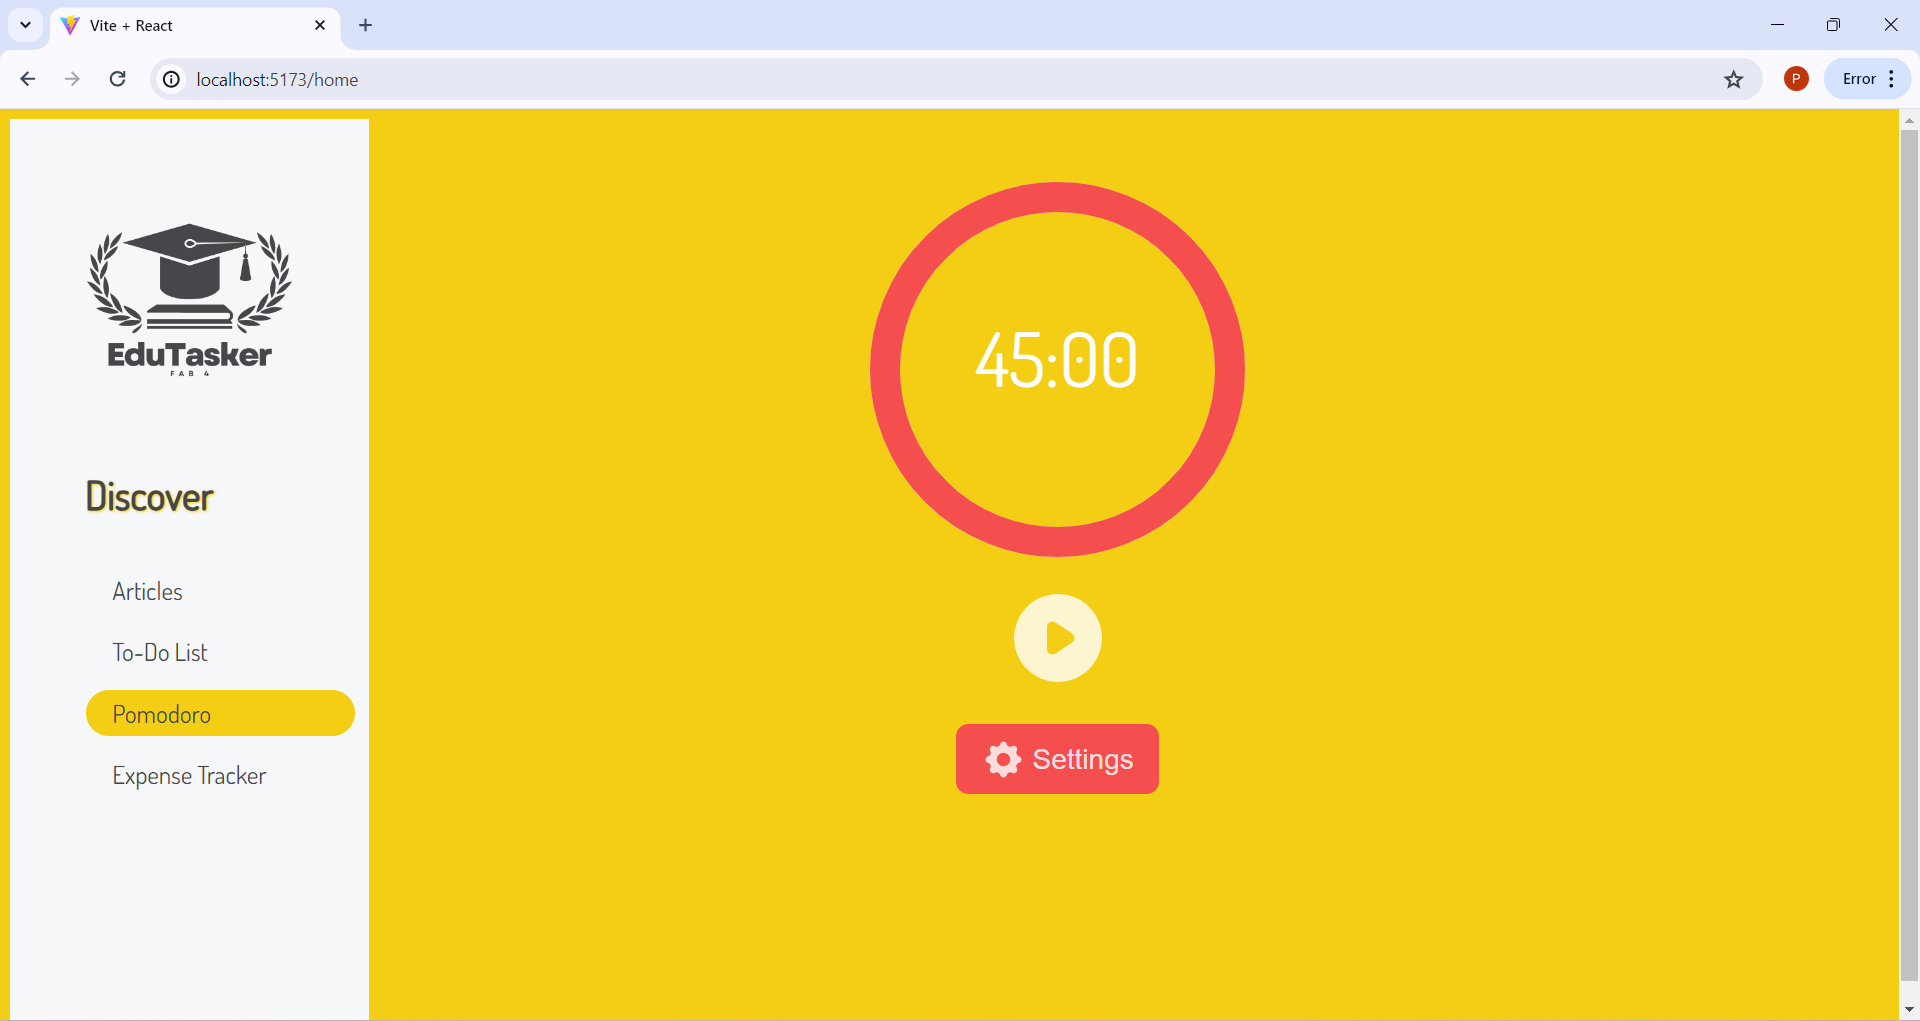 Vite + React
localhost:5173/home
P
Error
EduTasker
FAB 4
Discover
Articles
To-Do List
Pomodoro
Expense Tracker
45:00
Settings